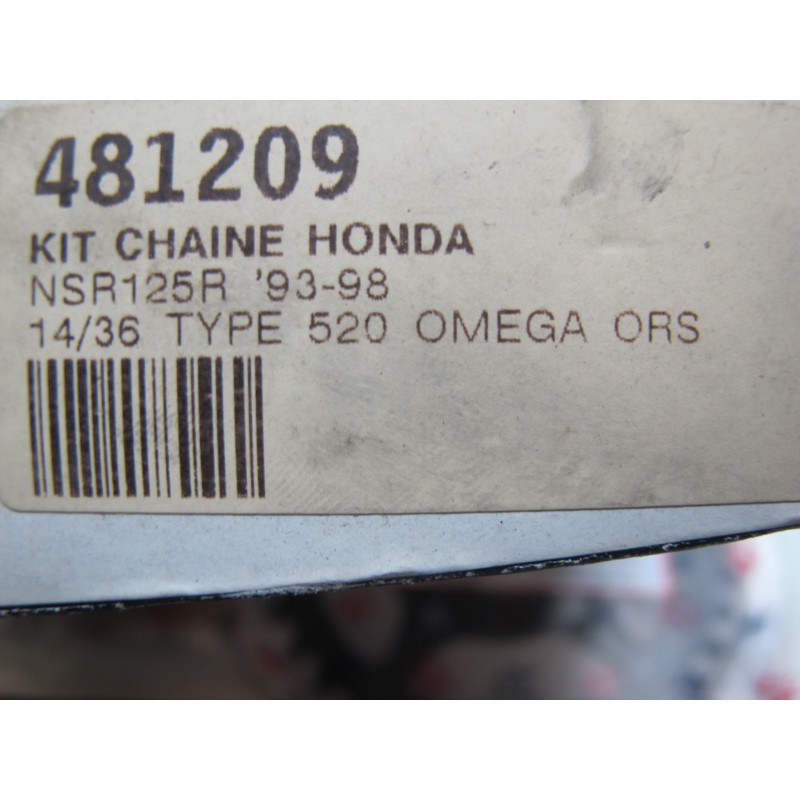 481209
KIT CHAINE HONDA
NSR125R '93-98
14/36 TYPE 520 OMEGA ORS